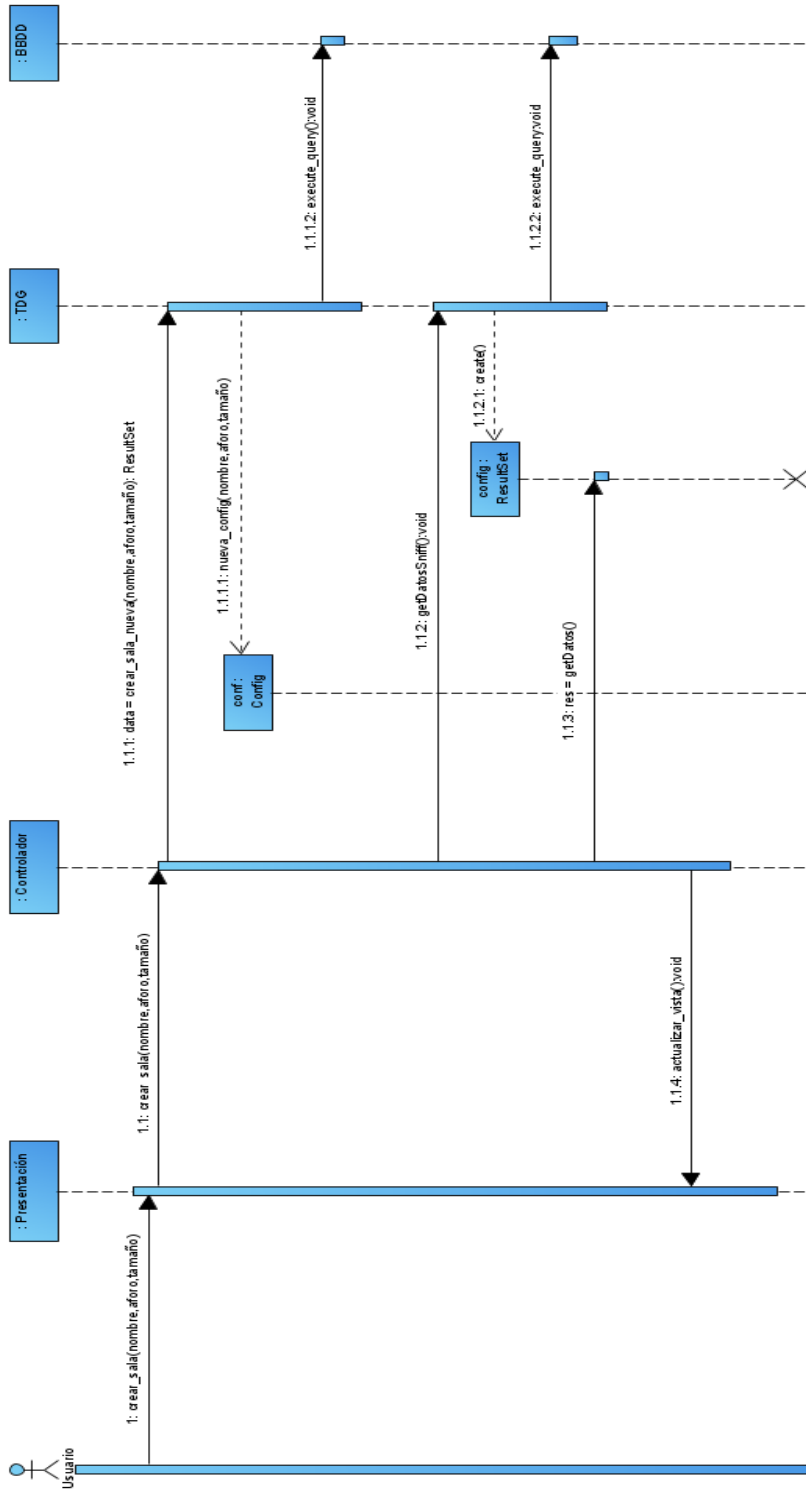 Usuario
: Presentación
: Controlador
: TDG
: BBDD
1: crear_sala(nombre,aforo,tamaño)
1.1: crear sala(nombre,aforo,tamaño)
1.1.1: data = crear_sala_nueva(nombre,aforo,tamaño): ResultSet
1.1.1.1: nueva_config(nombre,aforo,tamaño)
conf :
Config
1.1.1.2: execute_query():void
1.1.2: getDatosSniff():void
1.1.2.1: create()
config :
ResultSet
1.1.2.2: execute_query:void
1.1.3: res = getDatos()
1.1.4: actualizar_vista():void